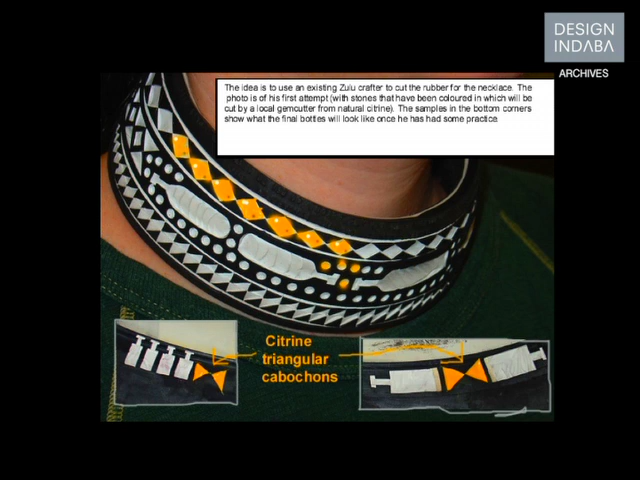 DESIGN
INDABA
ARCHIVES
The idea is to use an existing Zulu crafter to cut the rubber for the necklace. The
photo is of his first attempt (with stones that have been coloured in which will be
cut by a local gemcutter from natural citrine). The samples in the bottom corners
show what the final bottles will look like once he has had some practice.
Citrine
triangular
cabochons